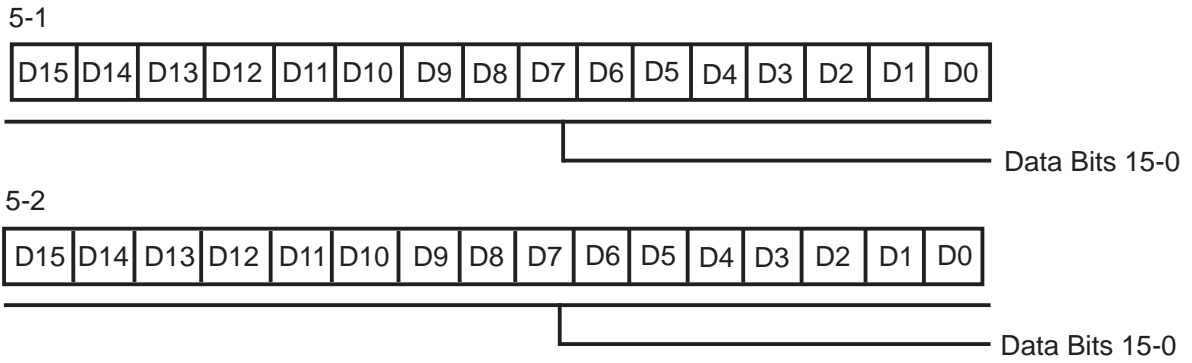 5-1
D15 D14 D13 D12 D11 D10 D9 D8 D7 D6 D5 D4 D3 D2 D1 D0
Data Bits 15-0
5-2
D15 D14 D13 D12 D11 D10 D9 D8 D7 D6 D5 D4 D3 D2 D1 D0
Data Bits 15-0